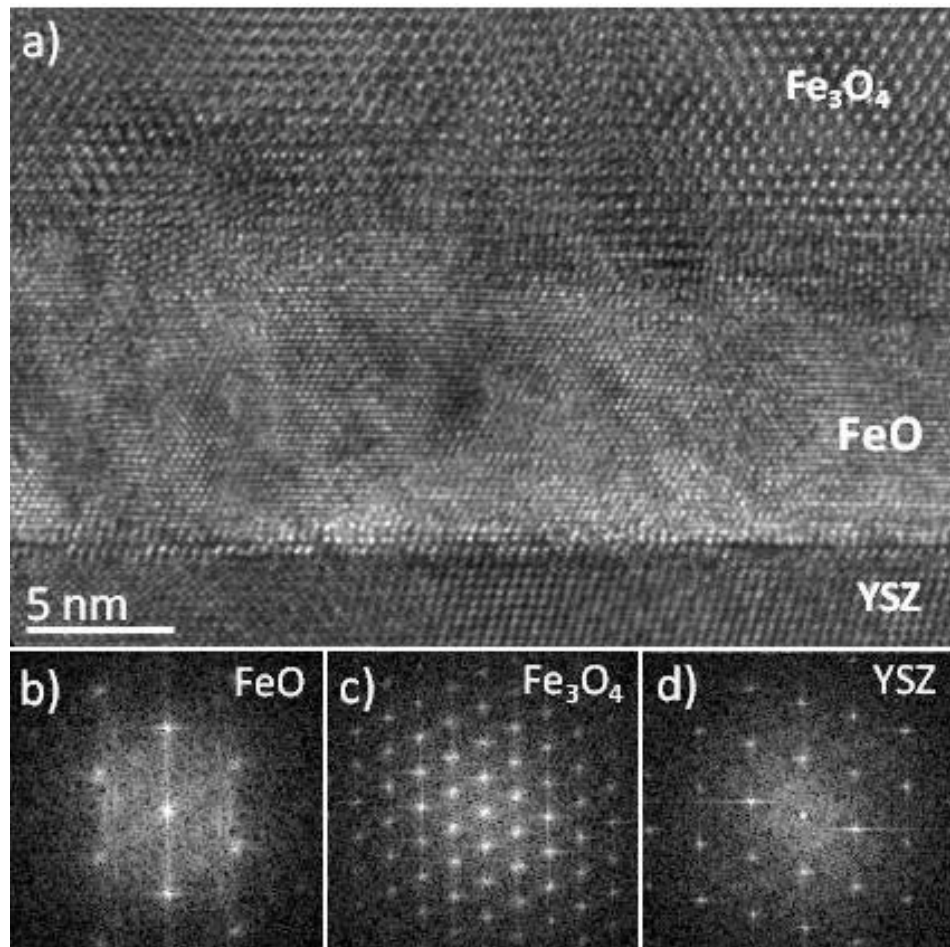 a)
Fe₃O₄
FeO
YSZ
5 nm
b) FeO
c) Fe₃O₄
d) YSZ